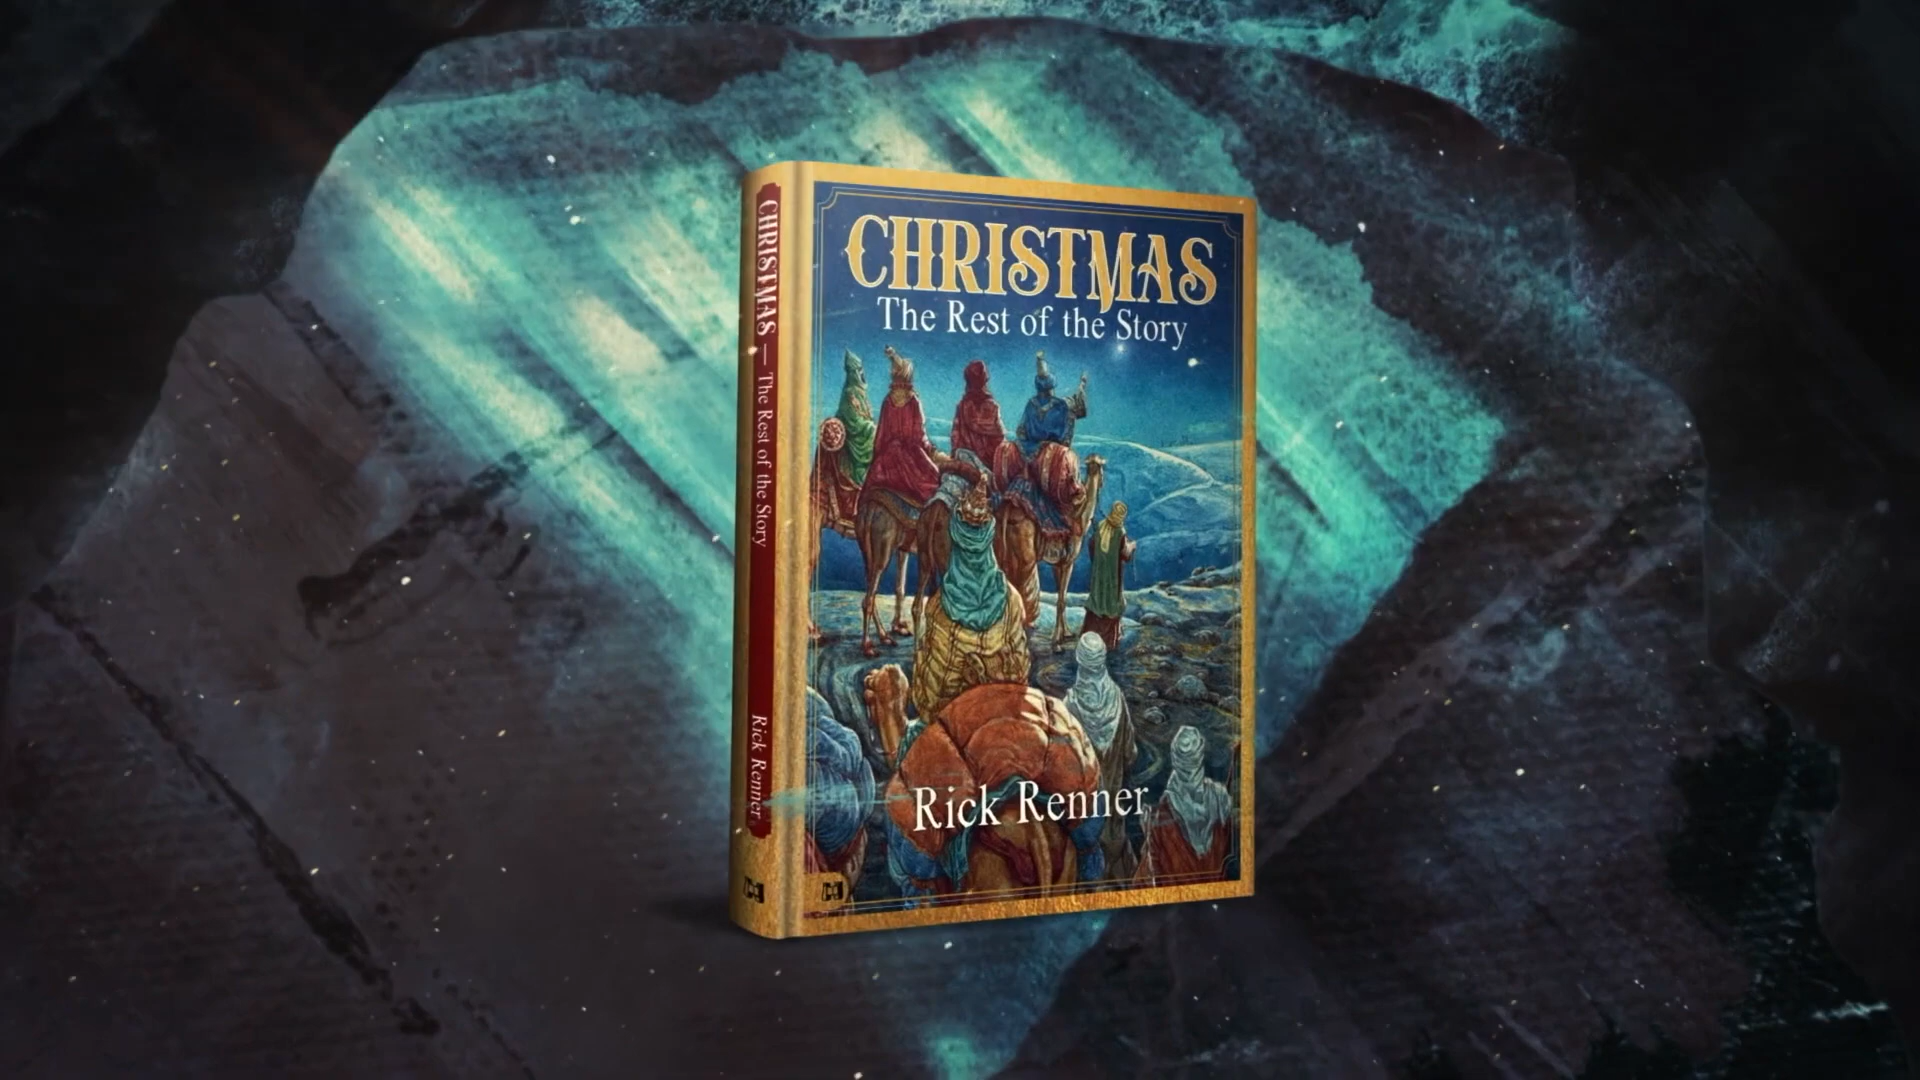 CHRISTMAS
The Rest of the Story
Rick Renner
CHRISTMAS — The Rest of the Story
Rick Renner